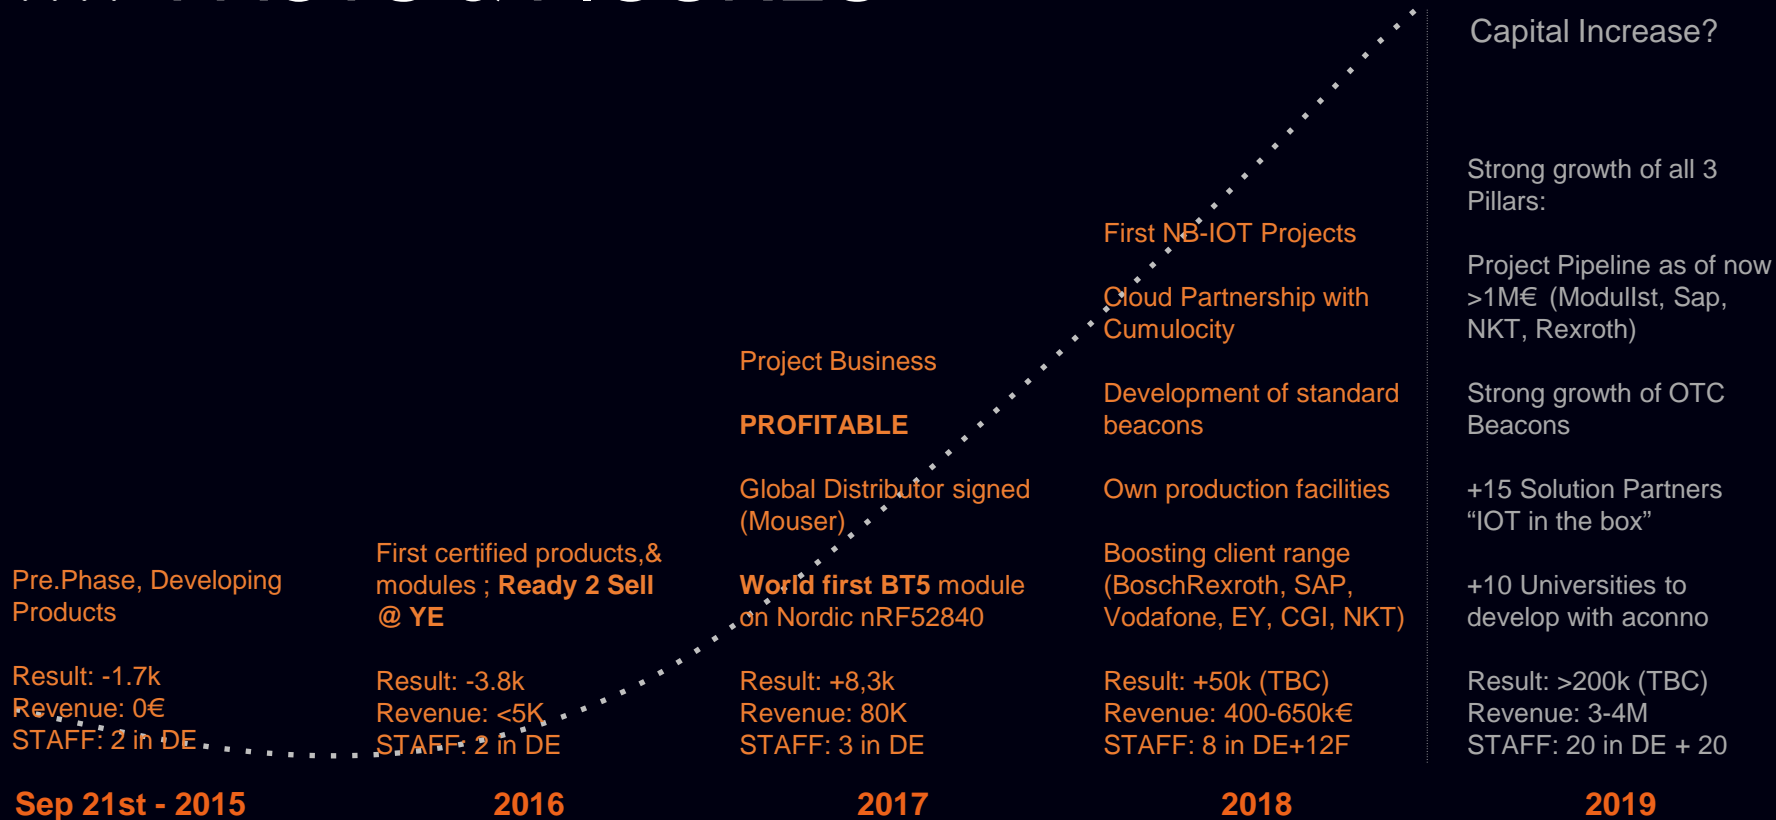 FACTS & FIGURES
Capital Increase?
Strong growth of all 3
Pillars:
Project Pipeline as of now
>1M€ (ModulIst, Sap,
NKT, Rexroth)
Strong growth of OTC
Beacons
+15 Solution Partners
“IOT in the box”
+10 Universities to
develop with aconno
Result: >200k (TBC)
Revenue: 3-4M
STAFF: 20 in DE + 20
2019
First NB-IOT Projects
Cloud Partnership with
Cumulocity
Development of standard
beacons
Own production facilities
Boosting client range
(BoschRexroth, SAP,
Vodafone, EY, CGI, NKT)
Result: +50k (TBC)
Revenue: 400-650k€
STAFF: 8 in DE+12F
2018
Project Business
PROFITABLE
Global Distributor signed
(Mouser)
World first BT5 module
on Nordic nRF52840
Result: +8,3k
Revenue: 80K
STAFF: 3 in DE
2017
First certified products,&
modules ; Ready 2 Sell
@ YE
Result: -3.8k
Revenue: <5K
STAFF: 2 in DE
2016
Pre.Phase, Developing
Products
Result: -1.7k
Revenue: 0€
STAFF: 2 in DE
Sep 21st - 2015